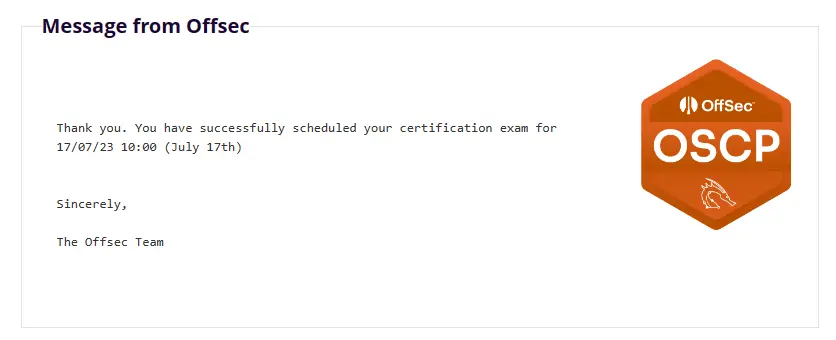 Message from Offsec
OffSec™
OSCP
Thank you. You have successfully scheduled your certification exam for
17/07/23 10:00 (July 17th)
Sincerely,
The Offsec Team